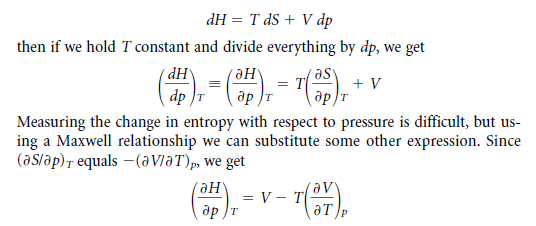 dH = T dS + V dp
then if we hold T constant and divide everything by dp, we get
(dH/dp)_T ≡ (∂H/∂p)_T = T(∂S/∂p)_T + V
Measuring the change in entropy with respect to pressure is difficult, but us-
ing a Maxwell relationship we can substitute some other expression. Since
(∂S/∂p)_T equals −(∂V/∂T)_p, we get
(∂H/∂p)_T = V − T(∂V/∂T)_p